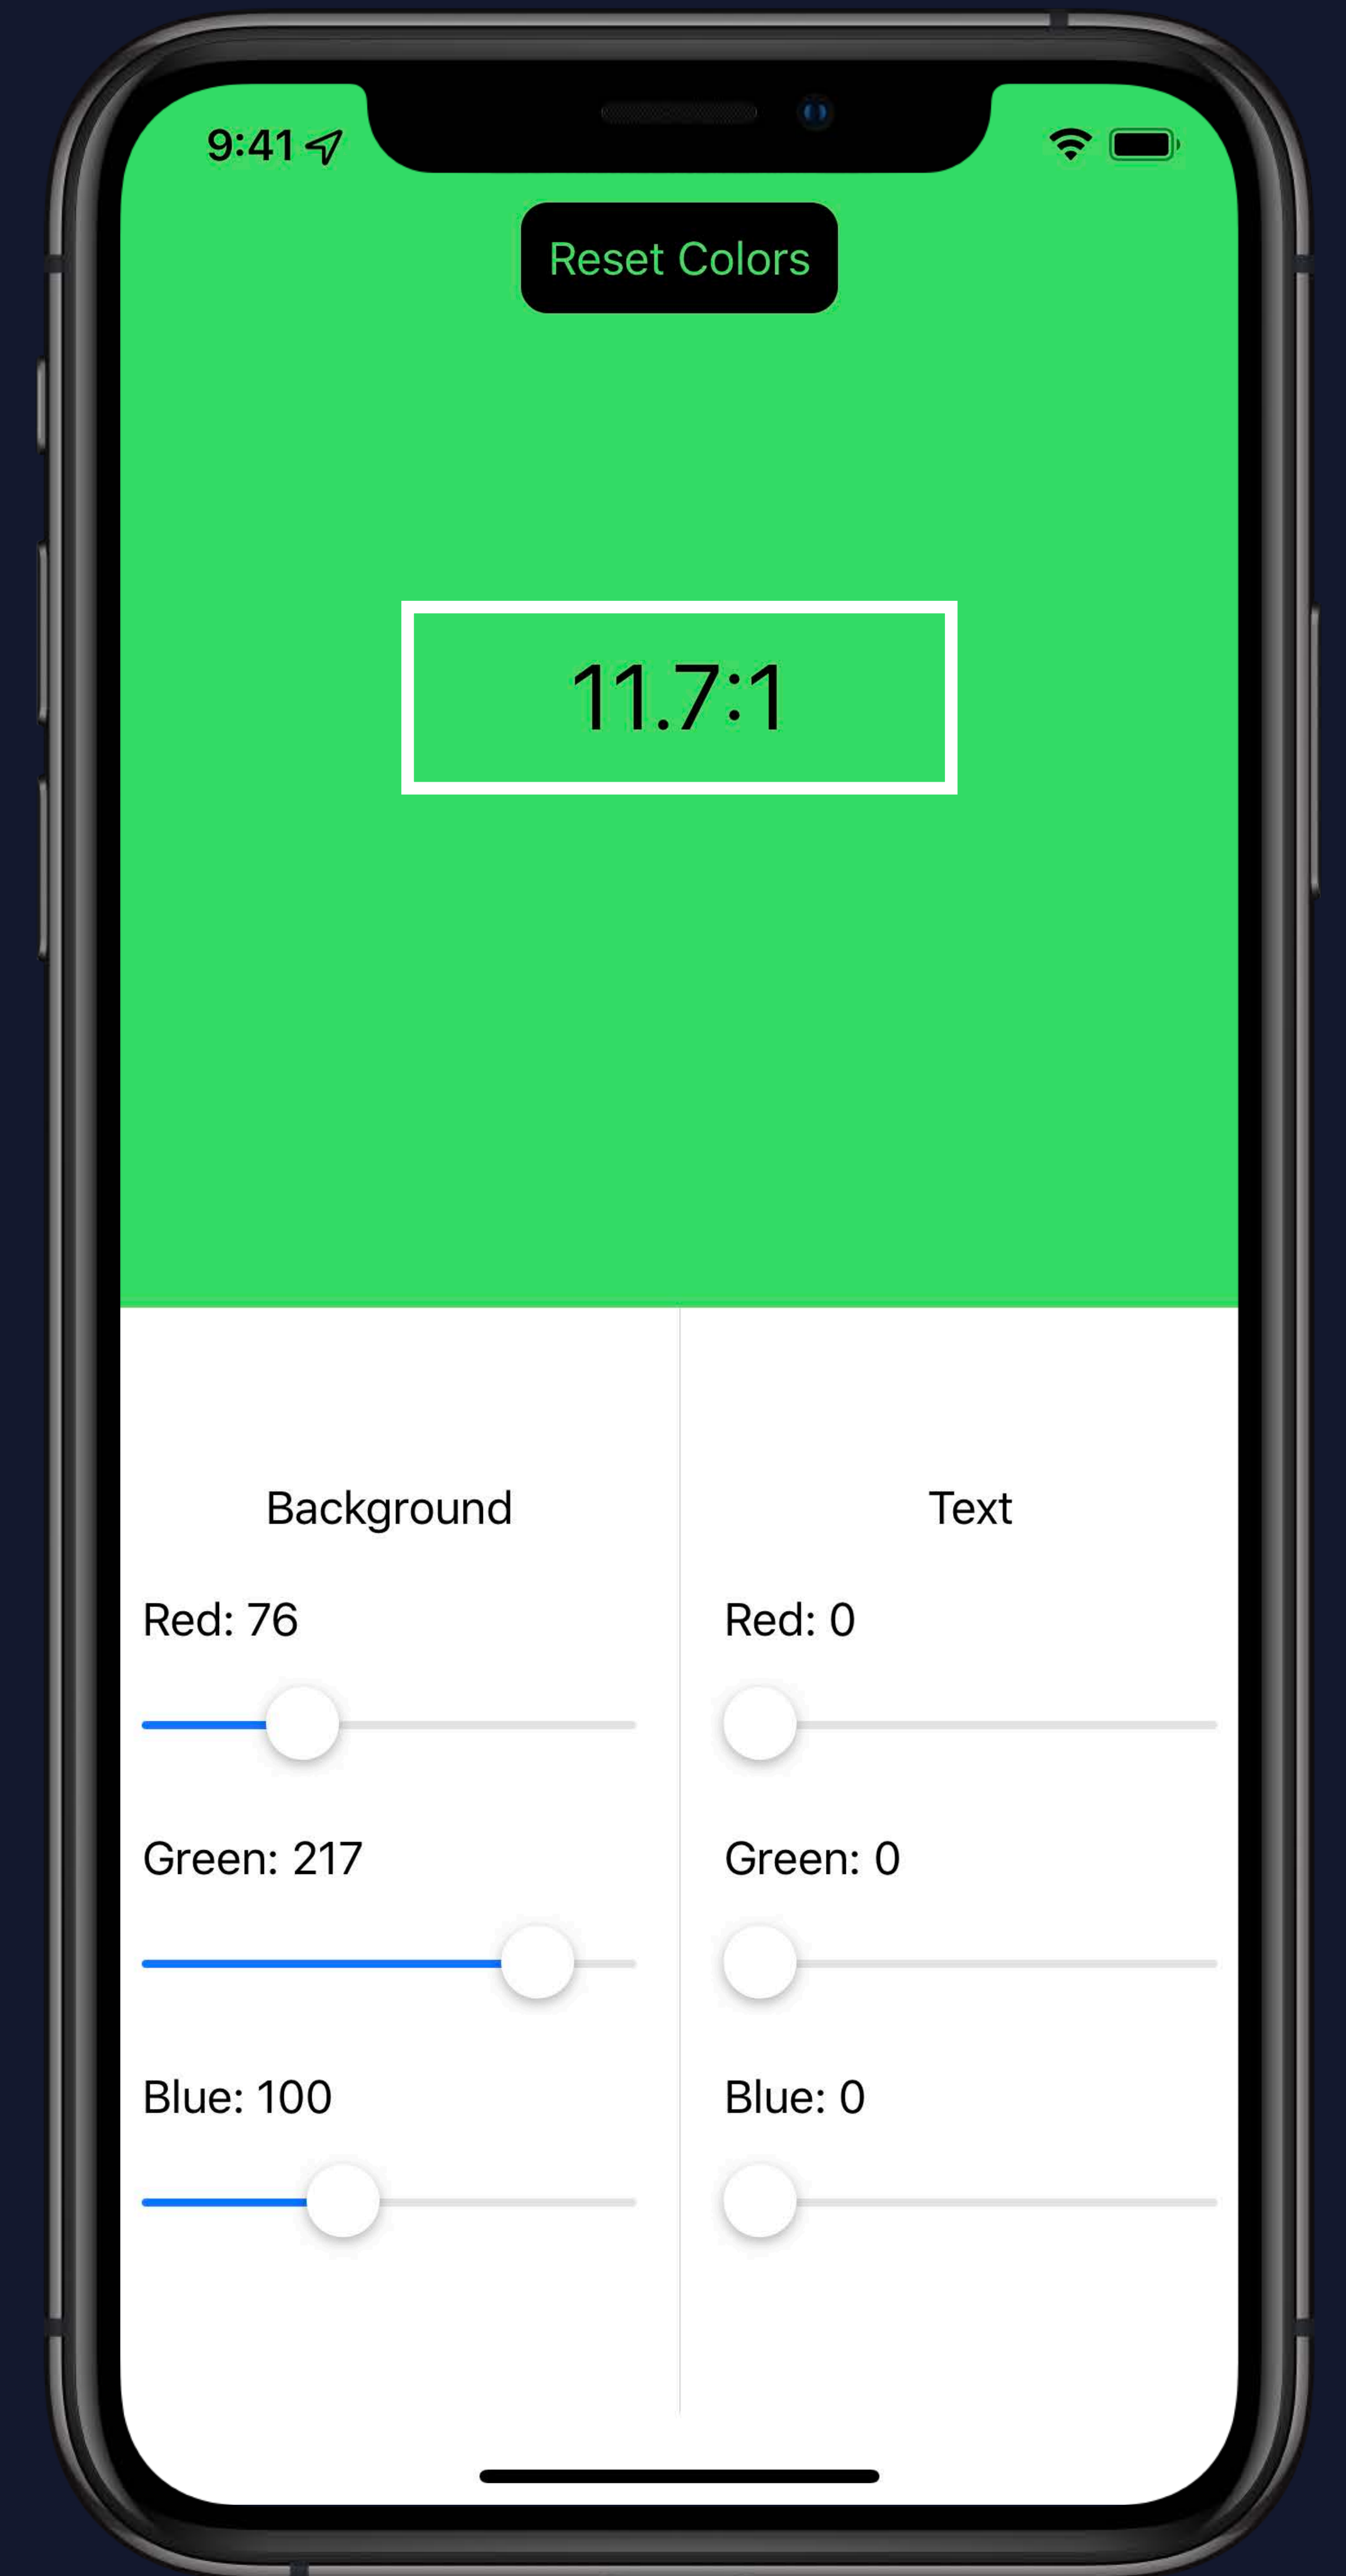 9:41
Reset Colors
11.7:1
Background
Text
Red: 76
Red: 0
Green: 217
Green: 0
Blue: 100
Blue: 0